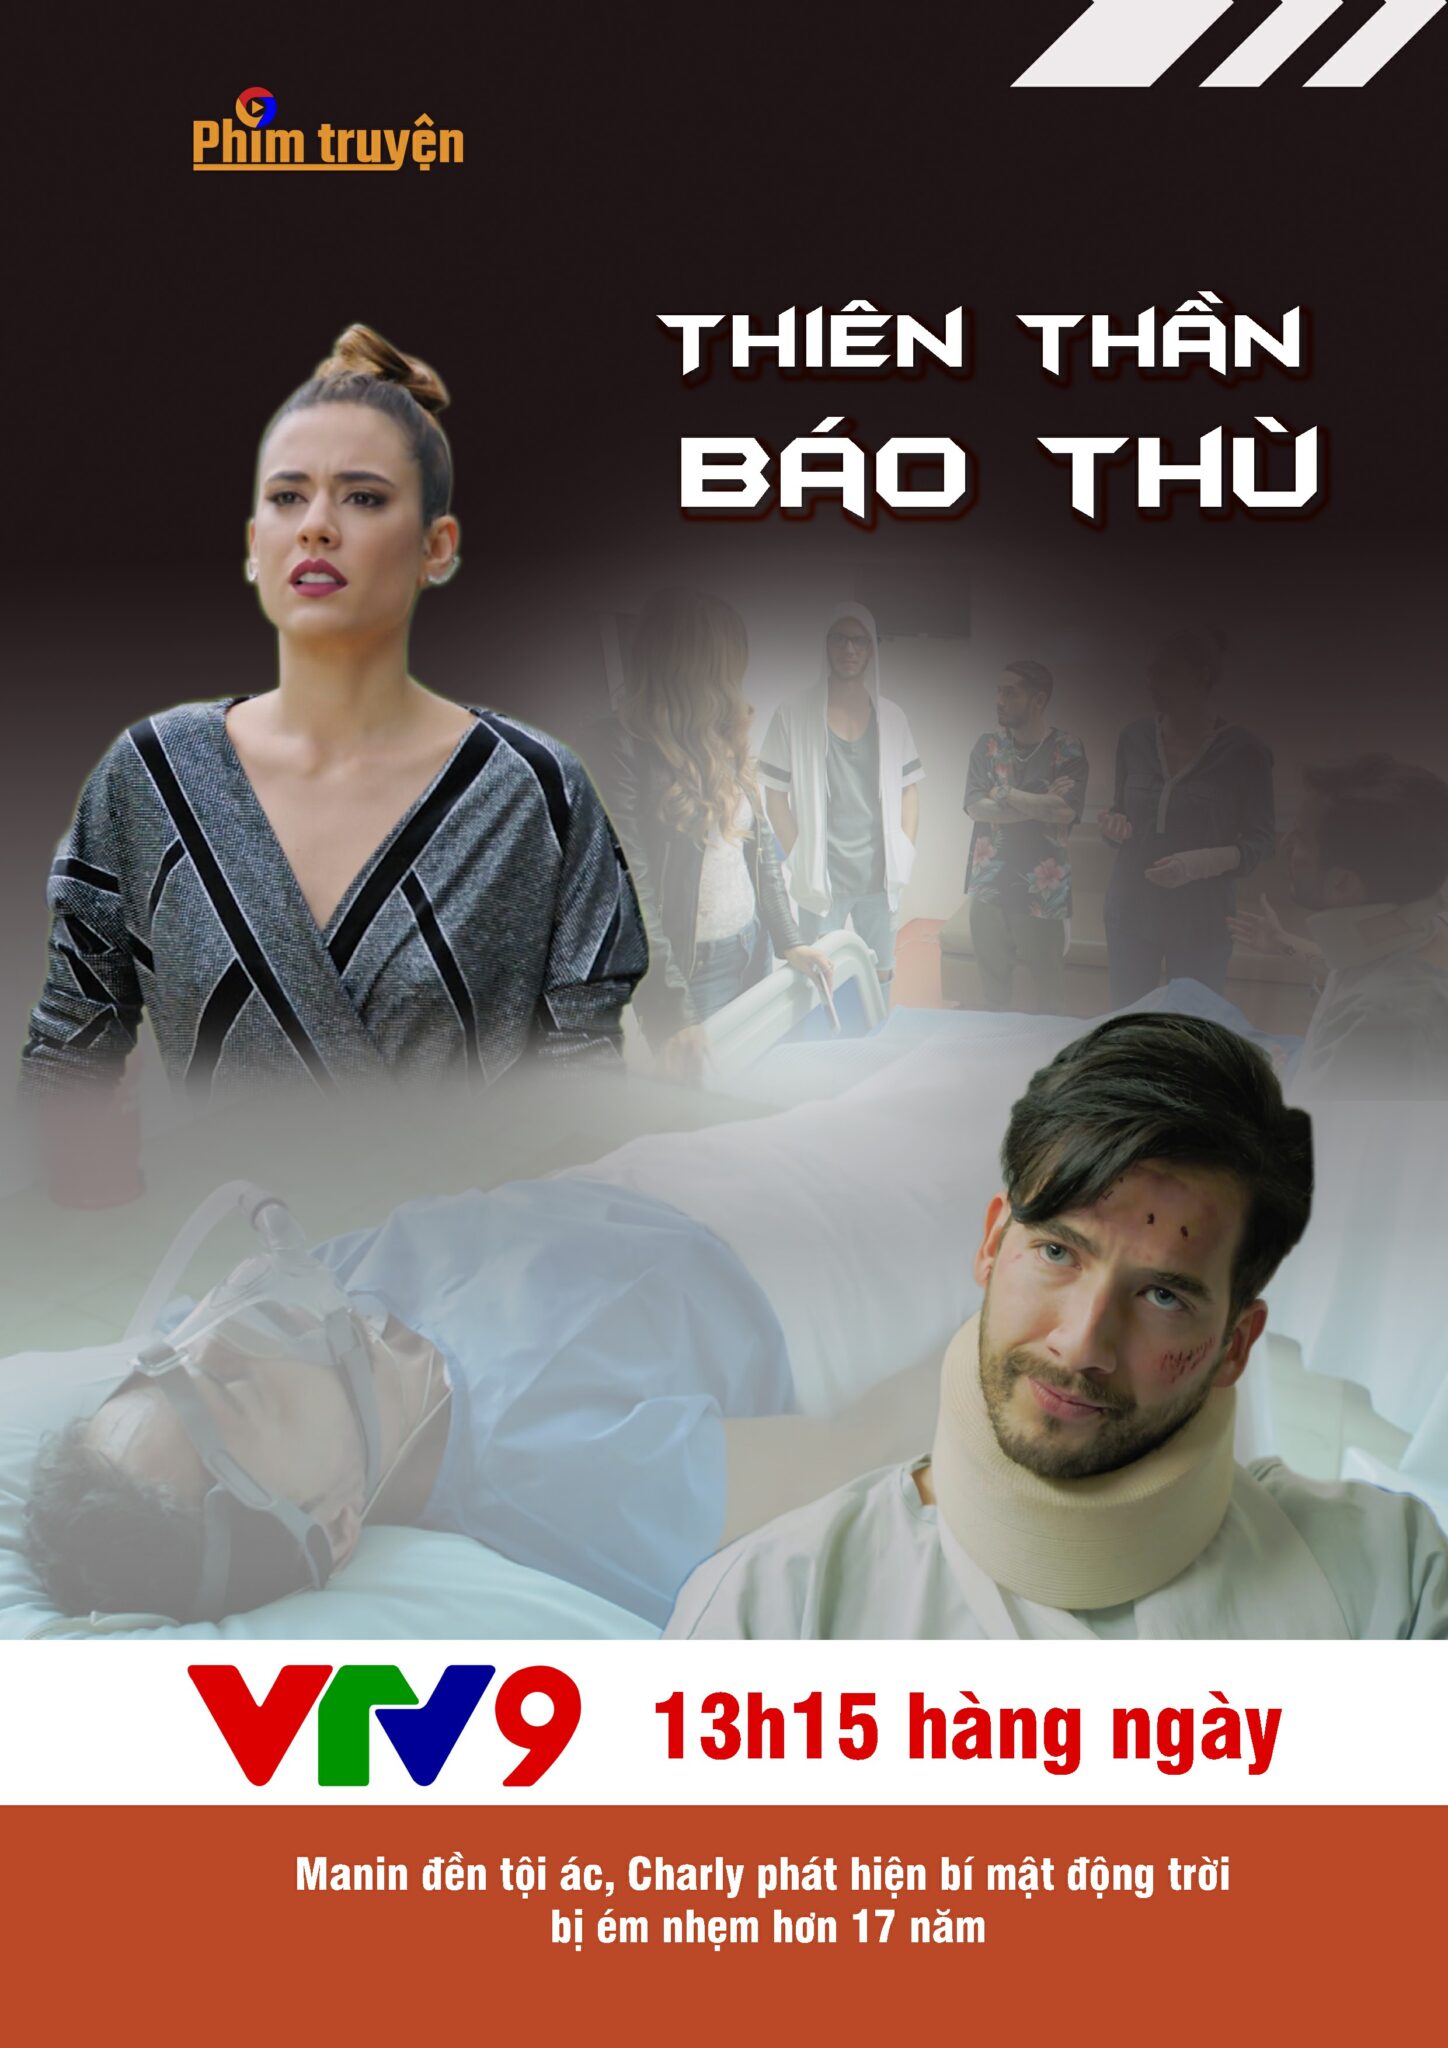 Phim truyện
THIÊN THẦN
BÁO THÙ
VTV9 13h15 hàng ngày
Manin đền tội ác, Charly phát hiện bí mật động trời
bị ém nhẹm hơn 17 năm